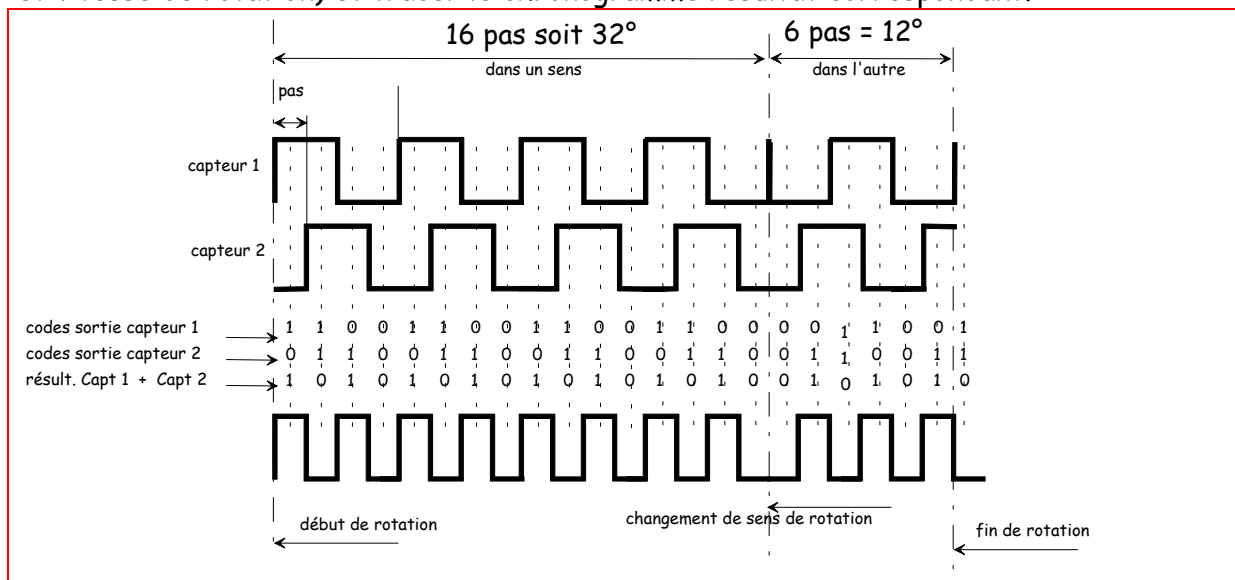 16 pas soit 32°
6 pas = 12°
dans un sens
dans l'autre
pas
capteur 1
capteur 2
codes sortie capteur 1 1 1 0 0 1 1 0 0 1 1 0 0 1 1 0 0 0 0 1 1 0 0 1
codes sortie capteur 2 0 1 1 0 0 1 1 0 0 1 1 0 0 1 1 0 0 1 1 0 0 1 1
résult. Capt 1 + Capt 2 1 0 1 0 1 0 1 0 1 0 1 0 1 0 1 0 0 1 0 1 0 1 0
début de rotation
changement de sens de rotation
fin de rotation